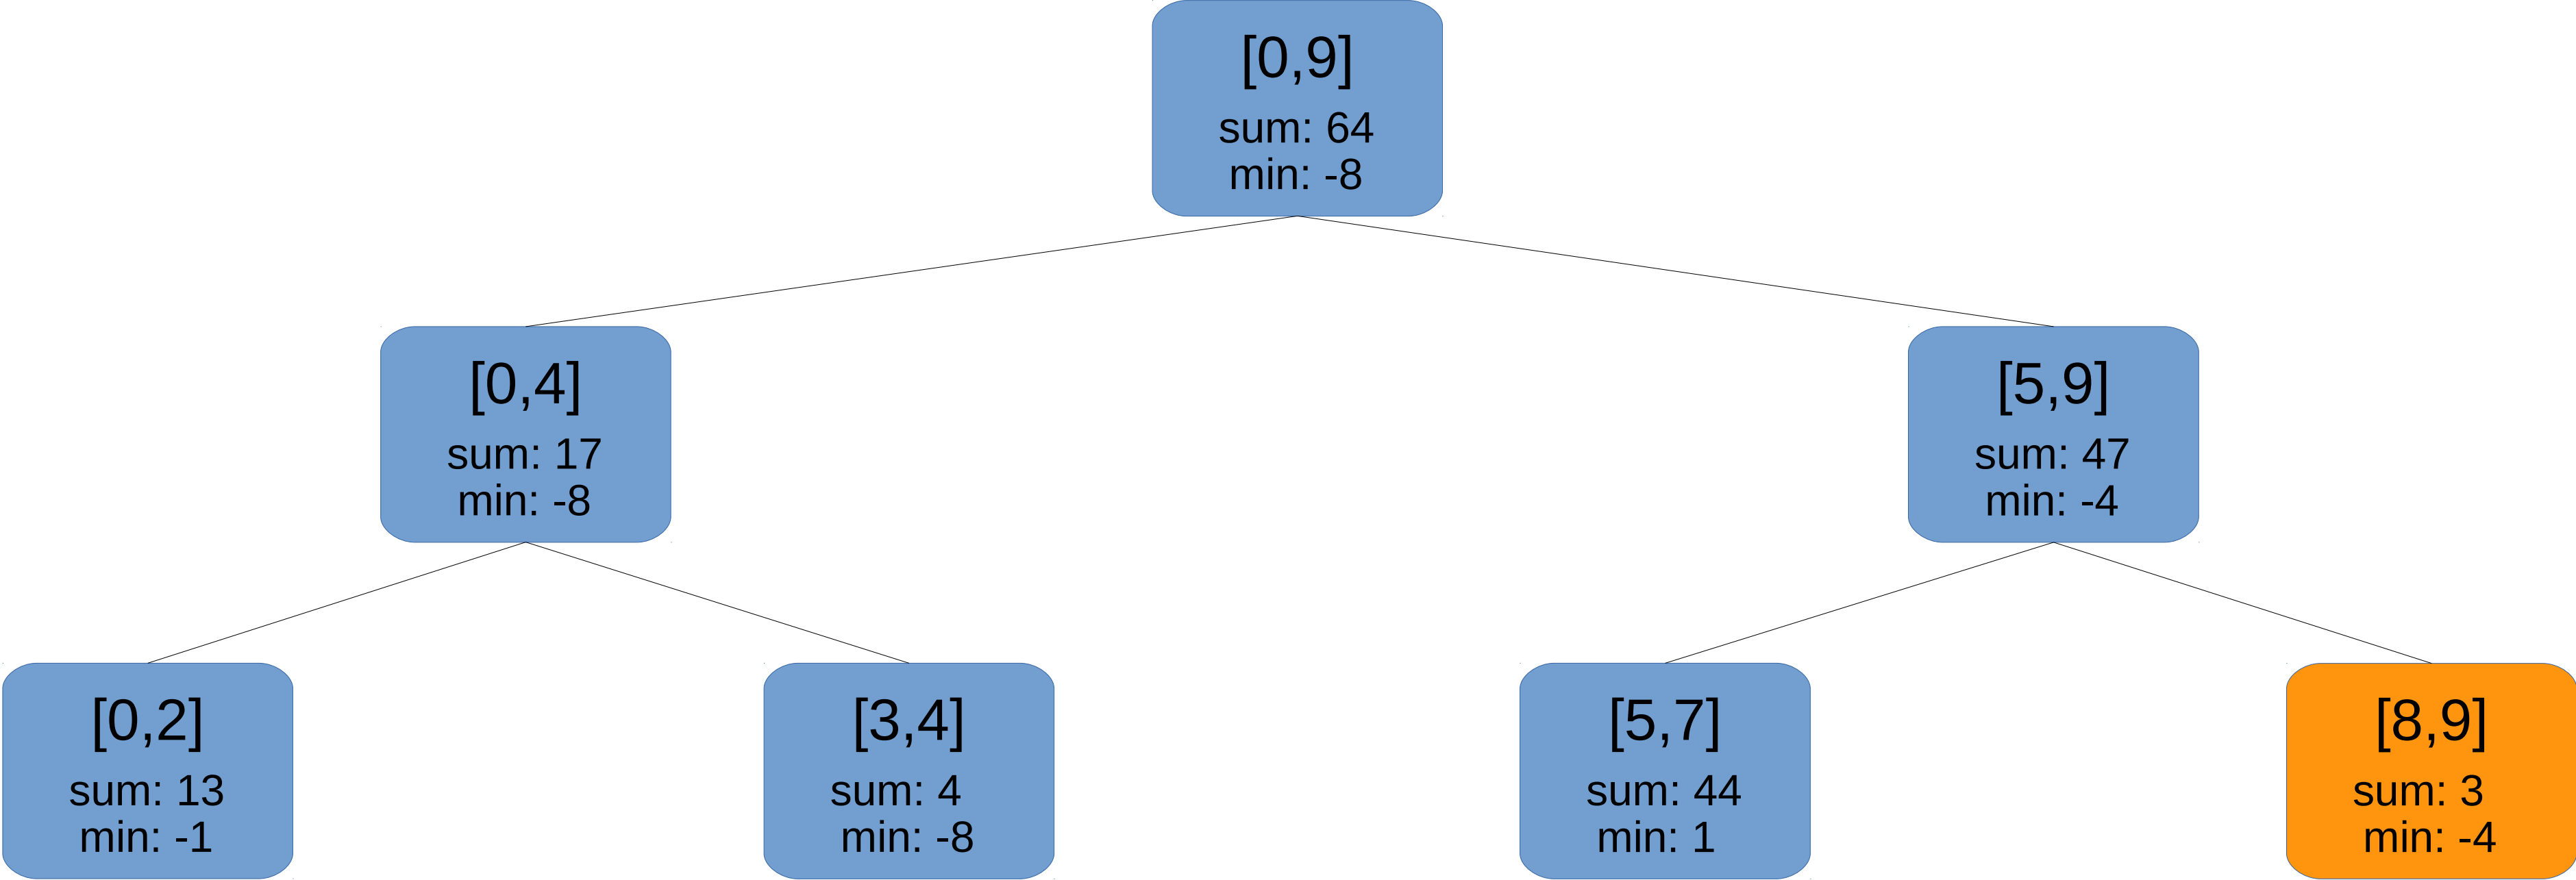 [0,9]
sum: 64
min: -8
[0,4]
sum: 17
min: -8
[5,9]
sum: 47
min: -4
[0,2]
sum: 13
min: -1
[3,4]
sum: 4
min: -8
[5,7]
sum: 44
min: 1
[8,9]
sum: 3
min: -4